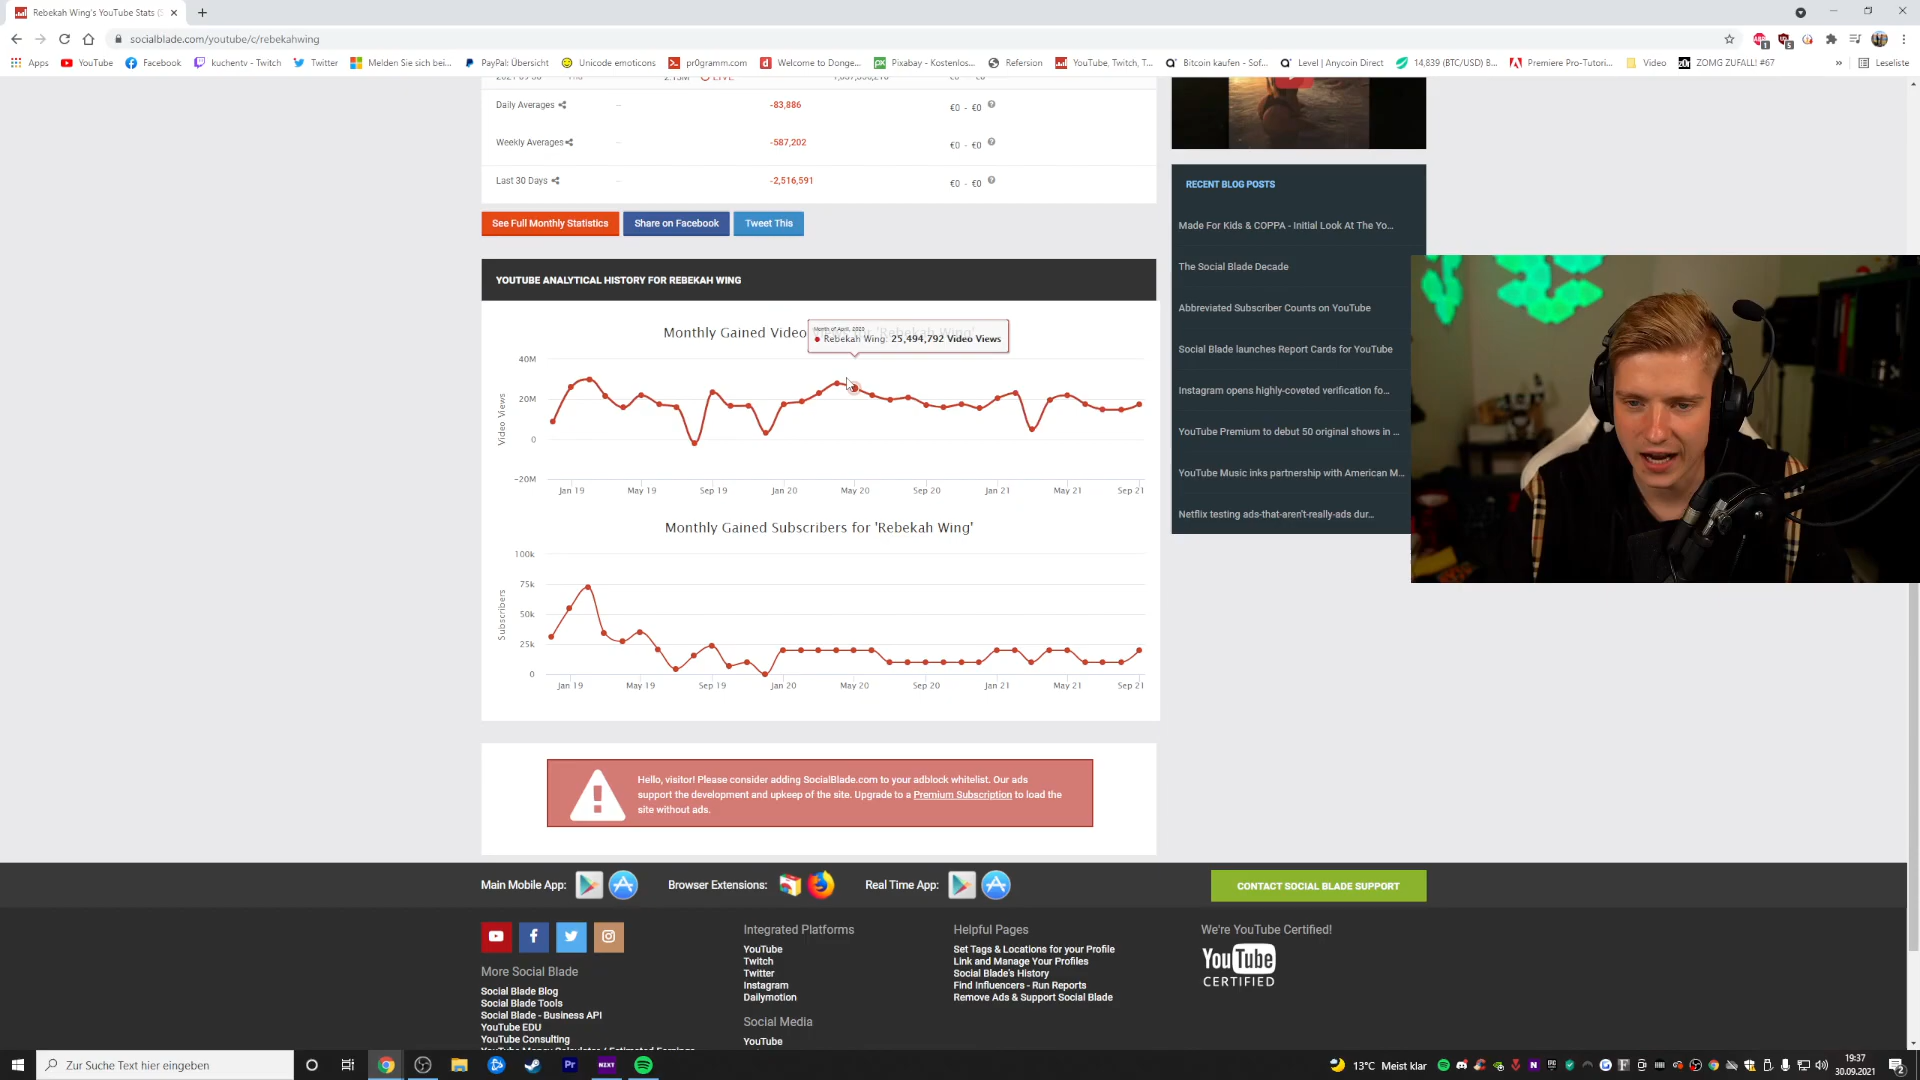 Rebekah Wing's YouTube Stats (S
socialblade.com/youtube/c/rebekahwing
Apps
YouTube
Facebook
kuchentv - Twitch
Twitter
Melden Sie sich bei...
PayPal: Übersicht
Unicode emoticons
pr0gramm.com
Welcome to Donge...
Pixabay - Kostenlos...
Refersion
YouTube, Twitch, T...
Bitcoin kaufen - Sof...
Level | Anycoin Direct
14,839 (BTC/USD) B...
Premiere Pro-Tutori...
Video
ZOMG ZUFALL! #67
»
Leseliste
LIVE
Daily Averages
--
-83,886
€0 - €0
Weekly Averages
--
-587,202
€0 - €0
Last 30 Days
--
-2,516,591
€0 - €0
See Full Monthly Statistics
Share on Facebook
Tweet This
YOUTUBE ANALYTICAL HISTORY FOR REBEKAH WING
Monthly Gained Video
'Rebekah Wing'
Month of April, 2020
Rebekah Wing: 25,494,792 Video Views
Video Views
40M
20M
0
-20M
Jan 19
May 19
Sep 19
Jan 20
May 20
Sep 20
Jan 21
May 21
Sep 21
Monthly Gained Subscribers for 'Rebekah Wing'
Subscribers
100k
75k
50k
25k
0
Jan 19
May 19
Sep 19
Jan 20
May 20
Sep 20
Jan 21
May 21
Sep 21
RECENT BLOG POSTS
Made For Kids & COPPA - Initial Look At The Yo...
The Social Blade Decade
Abbreviated Subscriber Counts on YouTube
Social Blade launches Report Cards for YouTube
Instagram opens highly-coveted verification fo...
YouTube Premium to debut 50 original shows in ...
YouTube Music inks partnership with American M...
Netflix testing ads-that-aren't-really-ads dur...
Hello, visitor! Please consider adding SocialBlade.com to your adblock whitelist. Our ads
support the development and upkeep of the site. Upgrade to a Premium Subscription to load the
site without ads.
Main Mobile App:
Browser Extensions:
Real Time App:
CONTACT SOCIAL BLADE SUPPORT
More Social Blade
Social Blade Blog
Social Blade Tools
Social Blade - Business API
YouTube EDU
YouTube Consulting
YouTube Money Calculator / Estimated Earnings
Integrated Platforms
YouTube
Twitch
Twitter
Instagram
Dailymotion
Social Media
YouTube
Helpful Pages
Set Tags & Locations for your Profile
Link and Manage Your Profiles
Social Blade's History
Find Influencers - Run Reports
Remove Ads & Support Social Blade
We're YouTube Certified!
YouTube
CERTIFIED
Zur Suche Text hier eingeben
Pr
13°C Meist klar
19:37
30.09.2021